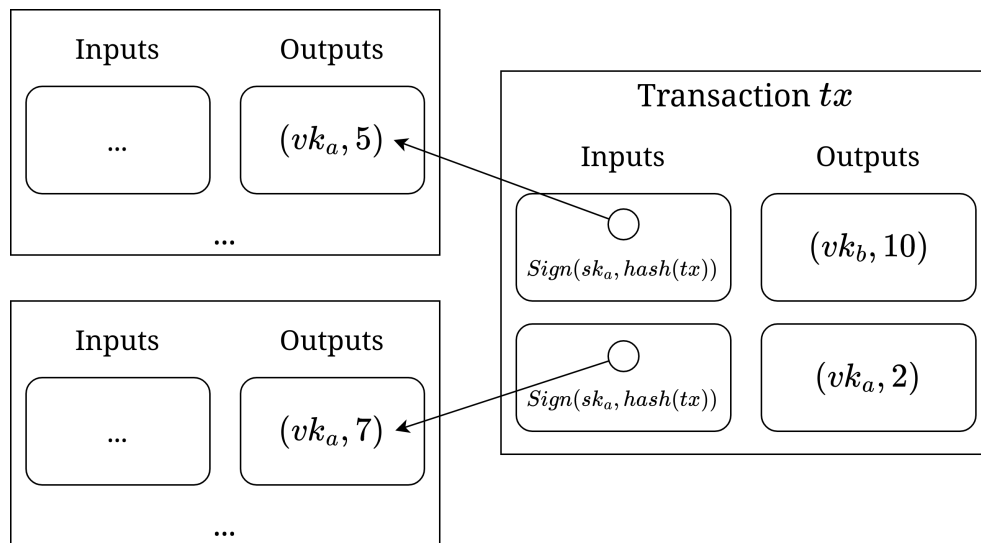 Inputs Outputs
... $(vk_a, 5)$
...
Inputs Outputs
... $(vk_a, 7)$
...
Transaction $tx$
Inputs Outputs
$Sign(sk_a, hash(tx))$ $(vk_b, 10)$
$Sign(sk_a, hash(tx))$ $(vk_a, 2)$